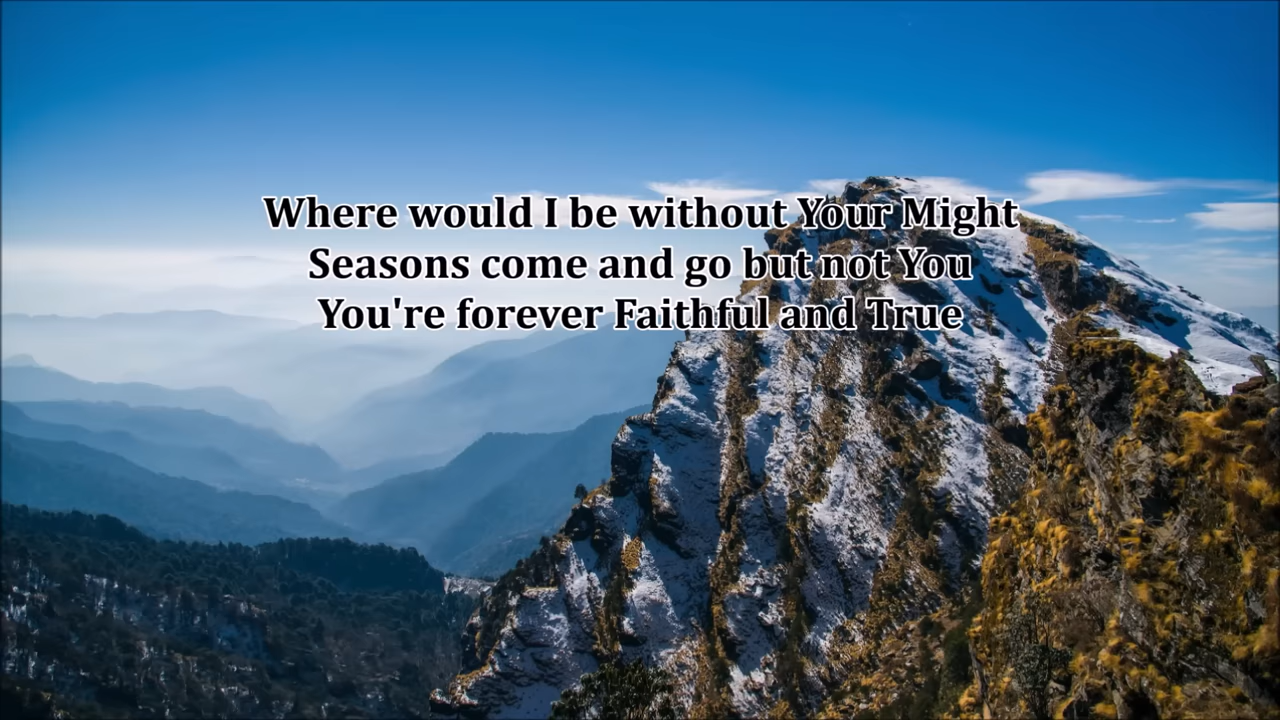 Where would I be without Your Might
Seasons come and go but not You
You're forever Faithful and True